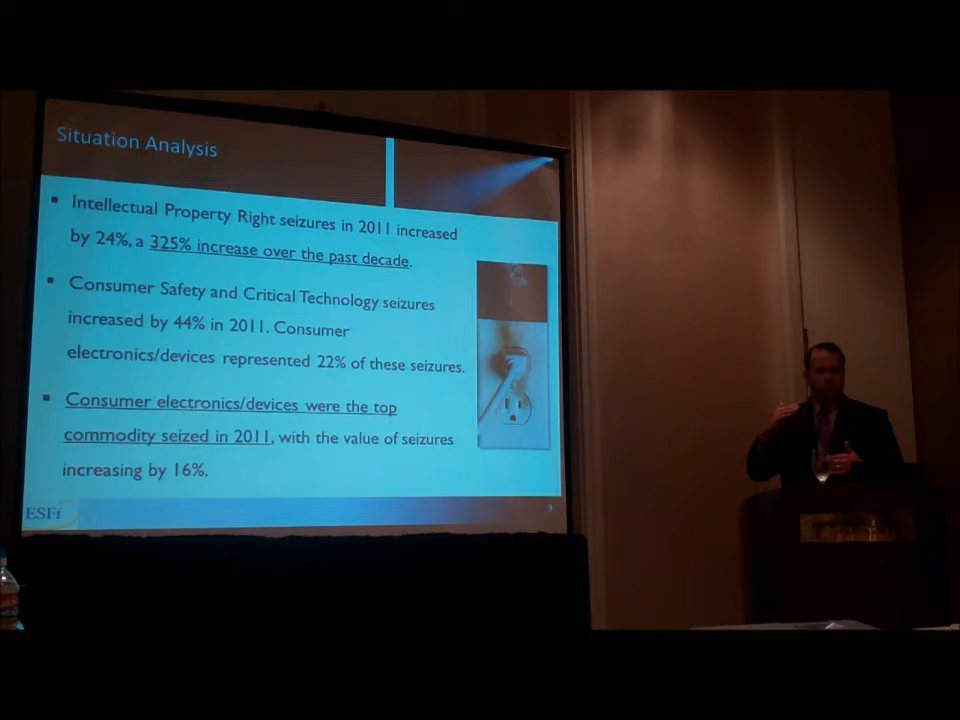 Situation Analysis
Intellectual Property Right seizures in 2011 increased
by 24%, a 325% increase over the past decade.
Consumer Safety and Critical Technology seizures
increased by 44% in 2011. Consumer
electronics/devices represented 22% of these seizures.
Consumer electronics/devices were the top
commodity seized in 2011, with the value of seizures
increasing by 16%.
ESFi
9